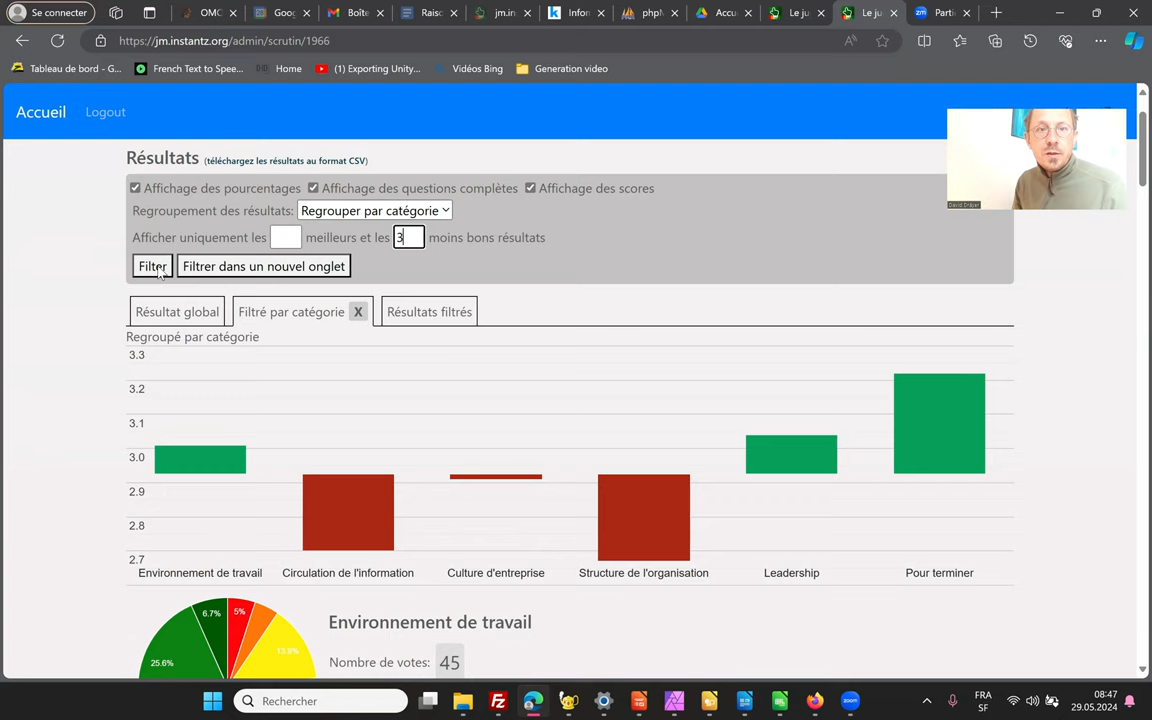 Se connecter
OMC
Goog
Boîte
Raiso
jm.in
Infor
phpM
Accu
Le ju
Le ju
Parti
https://jm.instantz.org/admin/scrutin/1966
Tableau de bord - G...
French Text to Spee...
Home
(1) Exporting Unity...
Vidéos Bing
Generation video
Accueil
Logout
Résultats (téléchargez les résultats au format CSV)
Affichage des pourcentages
Affichage des questions complètes
Affichage des scores
Regroupement des résultats: Regrouper par catégorie
Afficher uniquement les
meilleurs et les 3 moins bons résultats
Filter
Filtrer dans un nouvel onglet
David Dräyer
Résultat global
Filtré par catégorie X
Résultats filtrés
Regroupé par catégorie
3.3
3.2
3.1
3.0
2.9
2.8
2.7
Environnement de travail
Circulation de l'information
Culture d'entreprise
Structure de l'organisation
Leadership
Pour terminer
6.7%
5%
13.9%
25.6%
Environnement de travail
Nombre de votes: 45
Rechercher
FRA
SF
08:47
29.05.2024